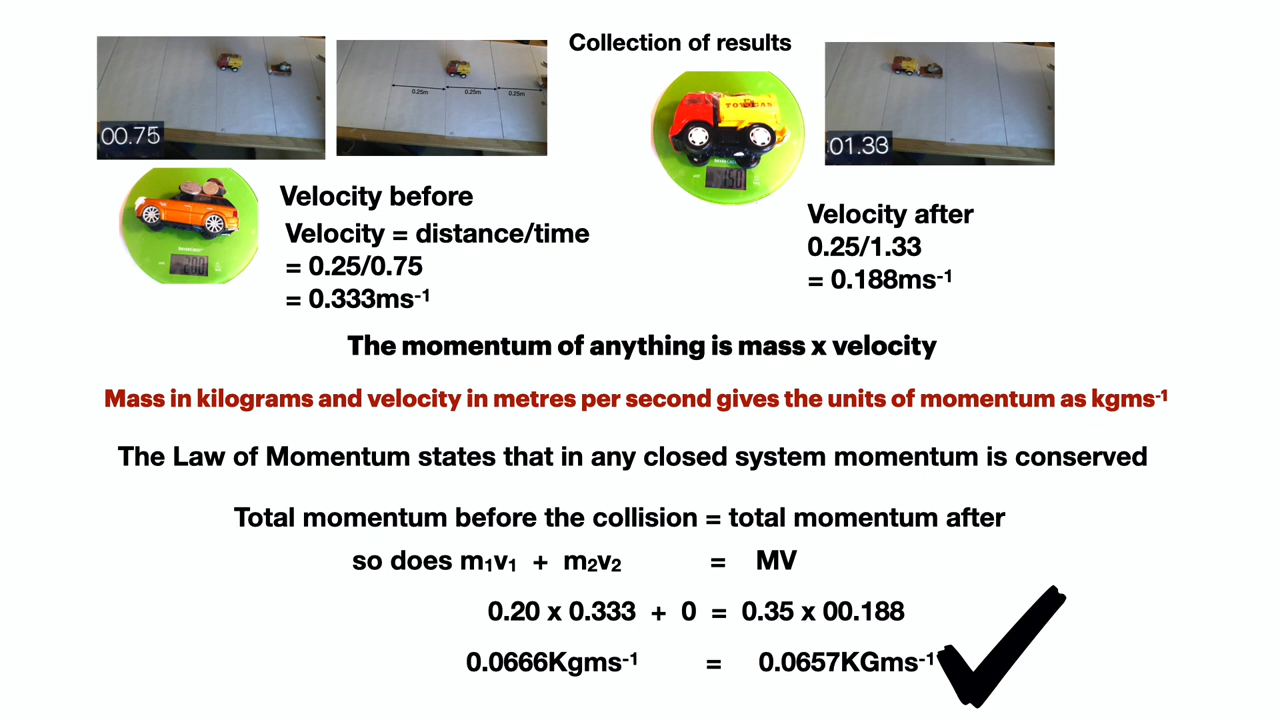 Collection of results
00.75
0.25m
0.25m
0.25m
01.33
TOY GAS
150
200
Velocity before
Velocity = distance/time
= 0.25/0.75
= 0.333ms⁻¹
Velocity after
0.25/1.33
= 0.188ms⁻¹
The momentum of anything is mass x velocity
Mass in kilograms and velocity in metres per second gives the units of momentum as kgms⁻¹
The Law of Momentum states that in any closed system momentum is conserved
Total momentum before the collision = total momentum after
so does m₁v₁ + m₂v₂ = MV
0.20 x 0.333 + 0 = 0.35 x 00.188
0.0666Kgms⁻¹ = 0.0657KGms⁻¹